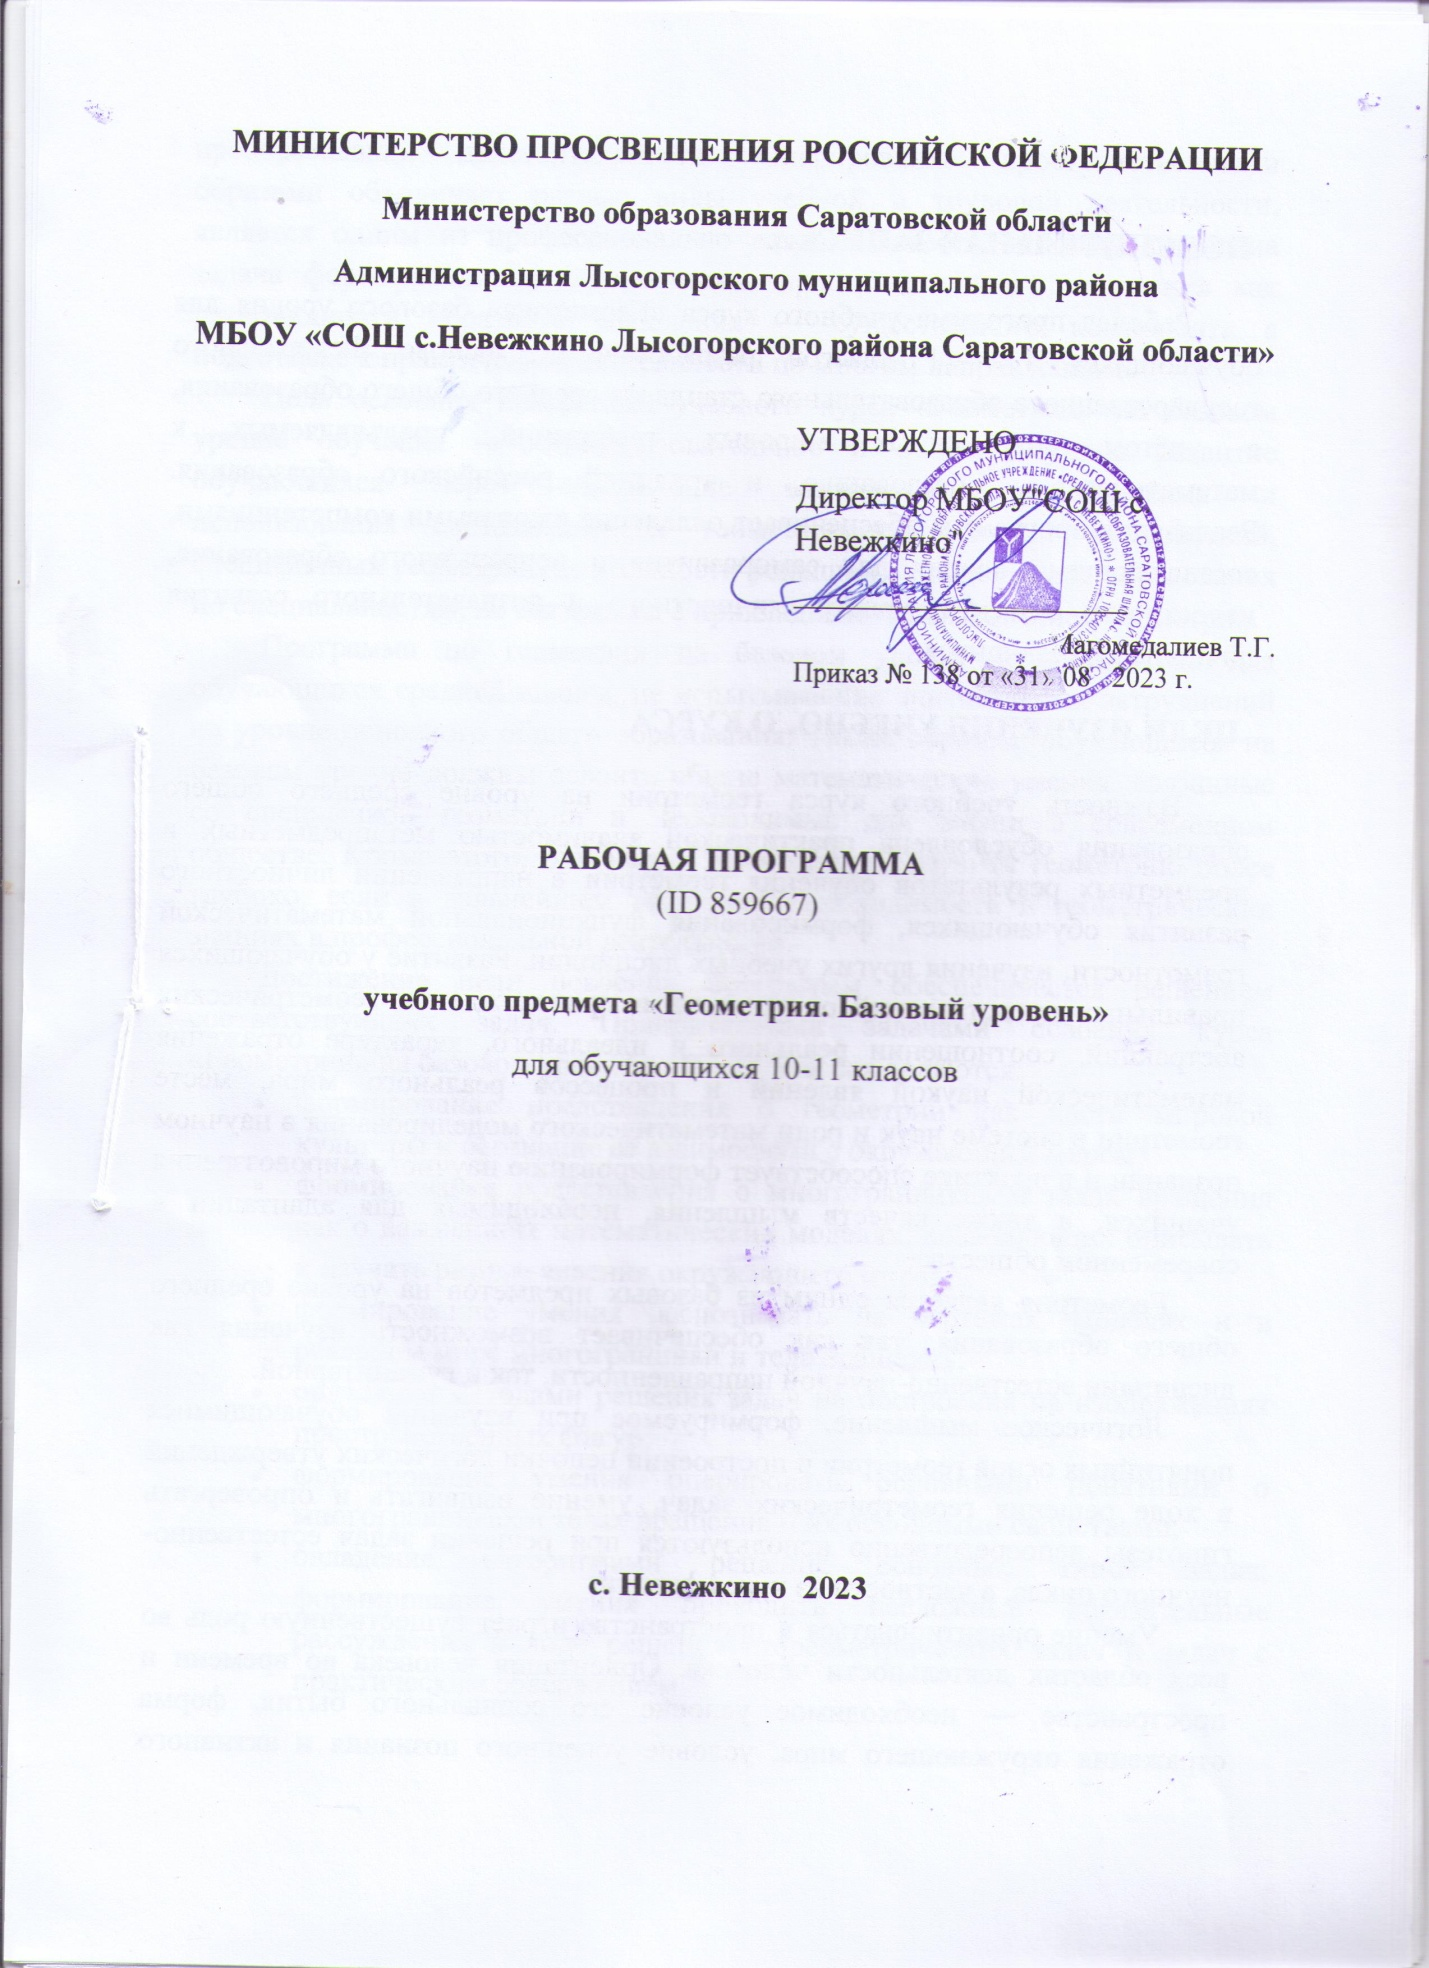 МИНИСТЕРСТВО ПРОСВЕЩЕНИЯ РОССИЙСКОЙ ФЕДЕРАЦИИ
Министерство образования Саратовской области
Администрация Лысогорского муниципального района
МБОУ «СОШ с.Невежкино Лысогорского района Саратовской области»
УТВЕРЖДЕНО
Директор МБОУ"СОШ с
Невежкино"
Магомедалиев Т.Г.
Приказ № 138 от «31» 08 2023 г.
РАБОЧАЯ ПРОГРАММА
(ID 859667)
учебного предмета «Геометрия. Базовый уровень»
для обучающихся 10-11 классов
с. Невежкино 2023